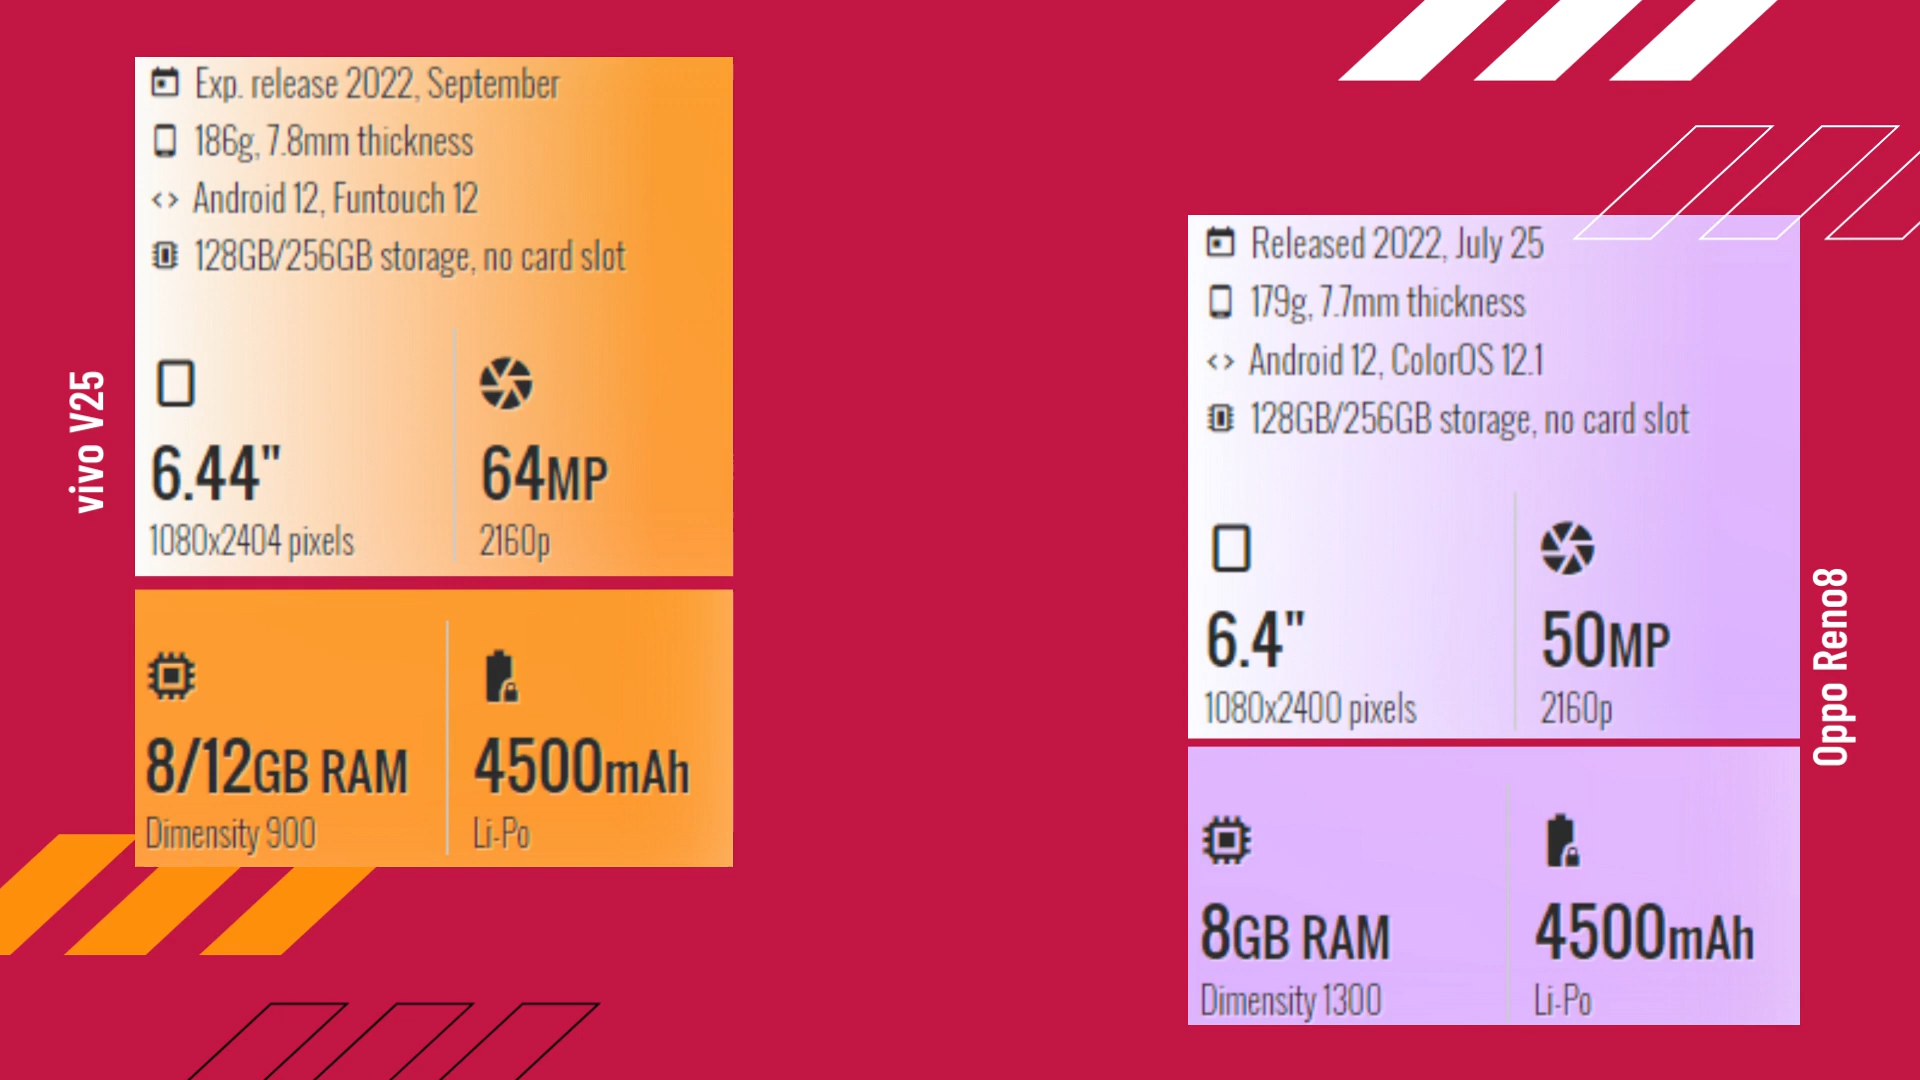 vivo V25
Exp. release 2022, September
186g, 7.8mm thickness
Android 12, Funtouch 12
128GB/256GB storage, no card slot
6.44"
1080x2404 pixels
64MP
2160p
8/12GB RAM
Dimensity 900
4500mAh
Li-Po
Oppo Reno8
Released 2022, July 25
179g, 7.7mm thickness
Android 12, ColorOS 12.1
128GB/256GB storage, no card slot
6.4"
1080x2400 pixels
50MP
2160p
8GB RAM
Dimensity 1300
4500mAh
Li-Po